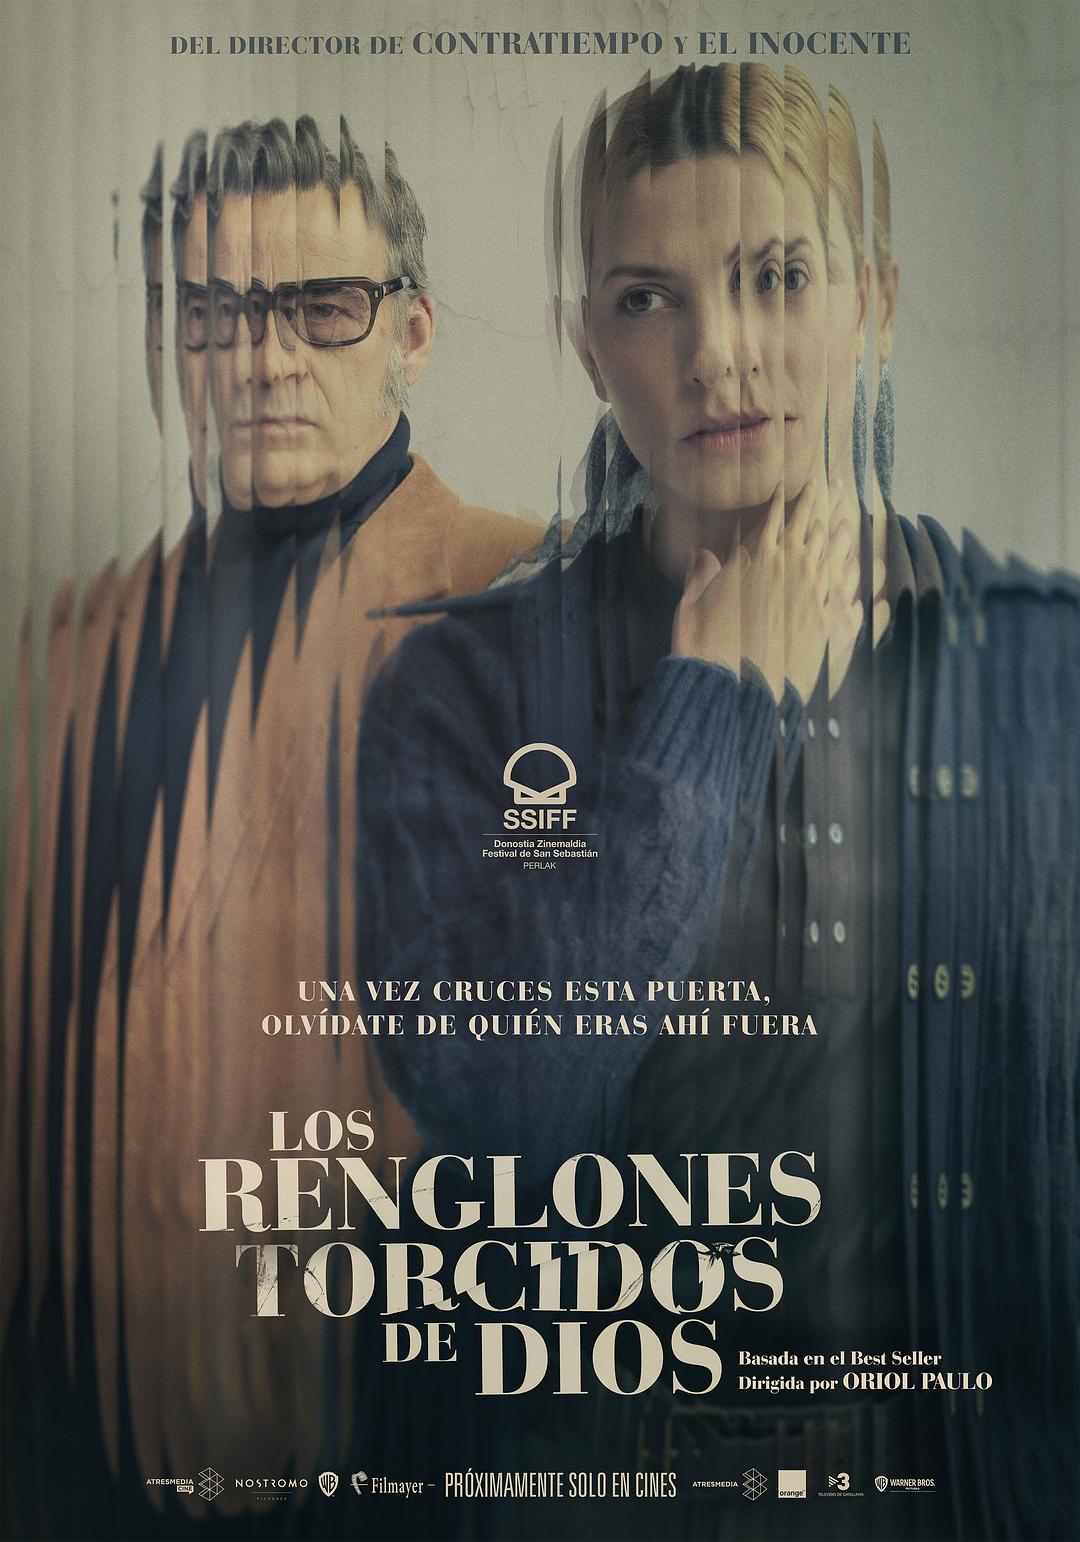 DEL DIRECTOR DE CONTRATIEMPO Y EL INOCENTE
SSIFF
Donostia Zinemaldia
Festival de San Sebastián
PERLAK
UNA VEZ CRUCES ESTA PUERTA,
OLVÍDATE DE QUIÉN ERAS AHÍ FUERA
LOS
RENGLONES
TORCIDOS
DE DIOS
Basada en el Best Seller
Dirigida por ORIOL PAULO
ATRESMEDIA CINE NOSTROMO PICTURES WB Filmayer PRÓXIMAMENTE SOLO EN CINES ATRESMEDIA orange 3 TELEVISIÓ DE CATALUNYA WB WARNER BROS. PICTURES